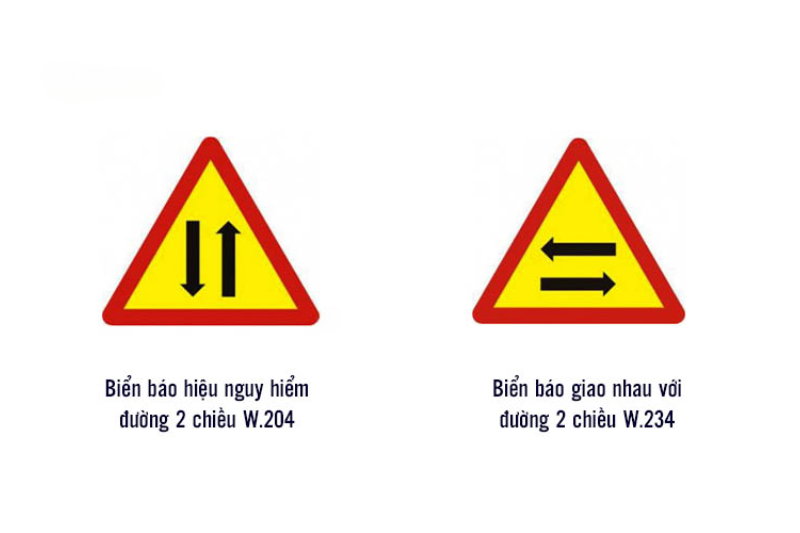 Biển báo hiệu nguy hiểm
đường 2 chiều W.204
Biển báo giao nhau với
đường 2 chiều W.234